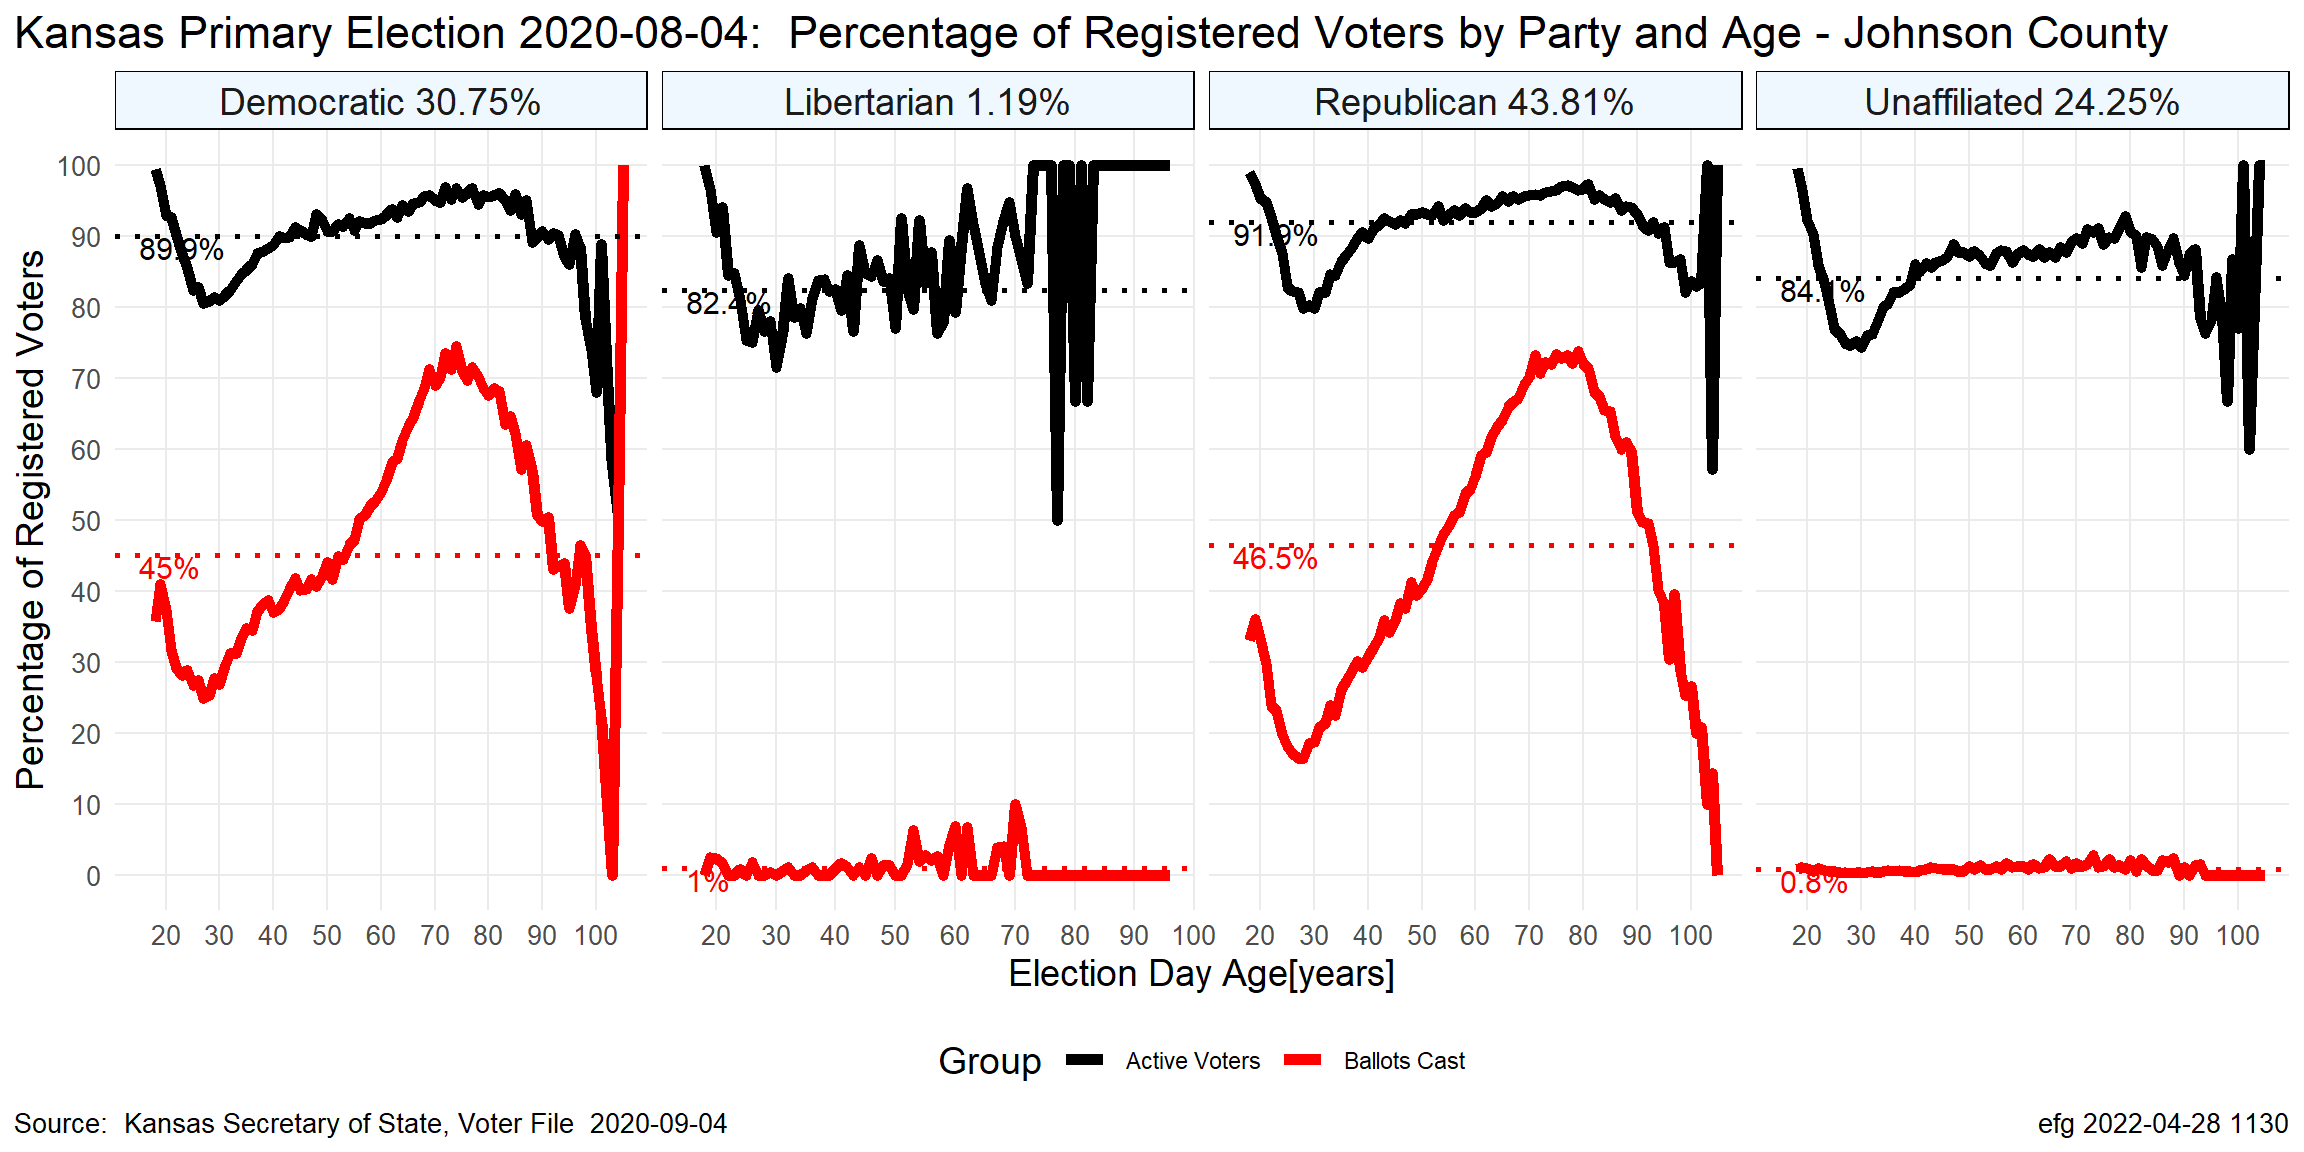 Kansas Primary Election 2020-08-04:  Percentage of Registered Voters by Party and Age - Johnson County
Democratic 30.75%
Libertarian 1.19%
Republican 43.81%
Unaffiliated 24.25%
Percentage of Registered Voters
100
90
80
70
60
50
40
30
20
10
0
89.9%
45%
82.4%
1%
91.9%
46.5%
84.1%
0.8%
20 30 40 50 60 70 80 90 100
20 30 40 50 60 70 80 90 100
20 30 40 50 60 70 80 90 100
20 30 40 50 60 70 80 90 100
Election Day Age[years]
Group Active Voters Ballots Cast
Source:  Kansas Secretary of State, Voter File  2020-09-04
efg 2022-04-28 1130